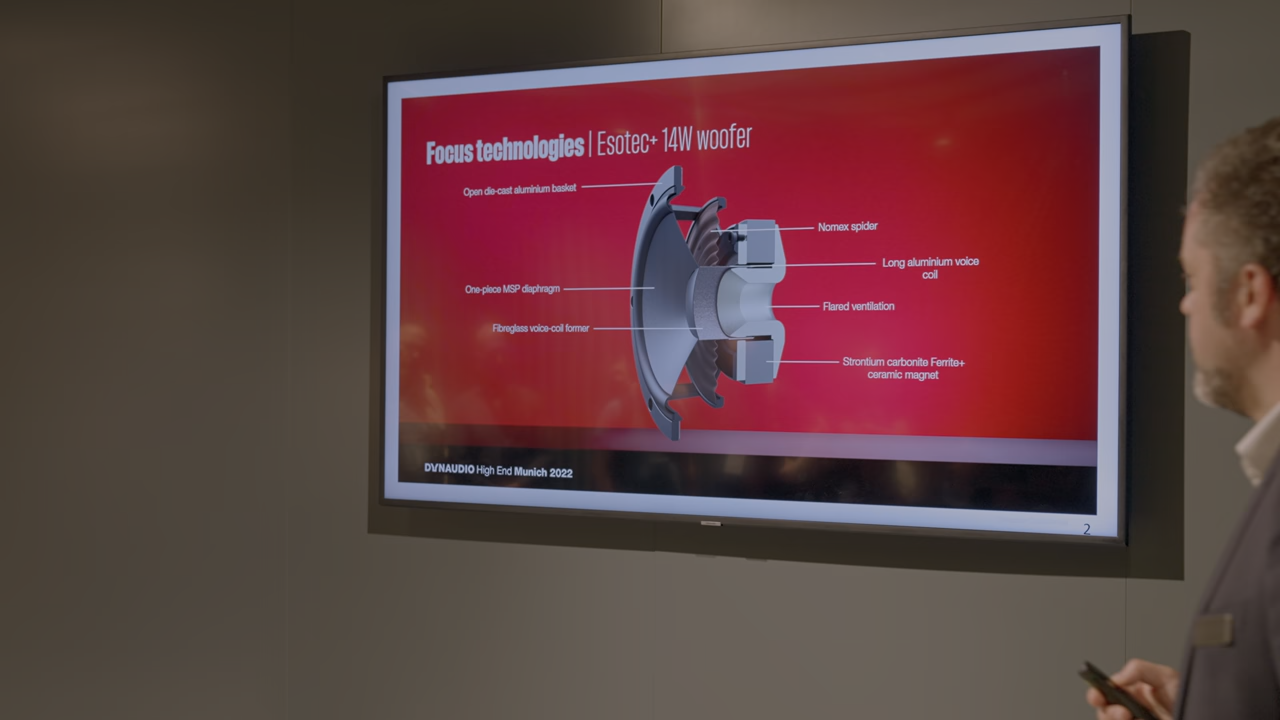 Focus technologies | Esotec+ 14W woofer
Open die-cast aluminium basket
Nomex spider
Long aluminium voice
coil
One-piece MSP diaphragm
Flared ventilation
Fibreglass voice-coil former
Strontium carbonite Ferrite+
ceramic magnet
DYNAUDIO High End Munich 2022
2